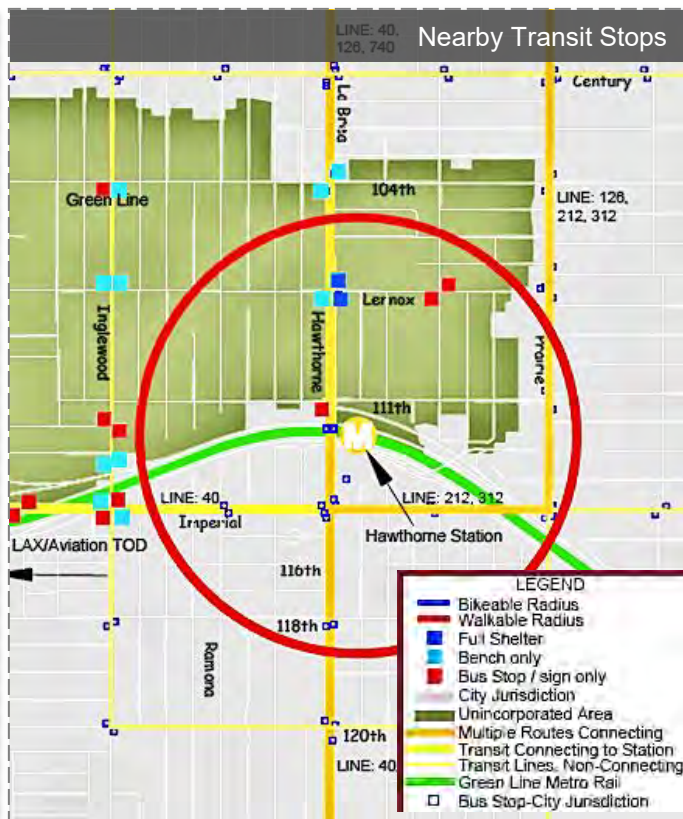 LINE: 40,
126, 740
Nearby Transit Stops
Century
La Brea
104th
Green Line
LINE: 126,
212, 312
Lernox
Inglewood
Hawthorne
Prairie
111th
M
LINE: 40
LINE: 212, 312
Imperial
Hawthorne Station
LAX/Aviation TOD
116th
118th
Ramona
120th
LINE: 40
LEGEND
Bikeable Radius
Walkable Radius
Full Shelter
Bench only
Bus Stop / sign only
City Jurisdiction
Unincorporated Area
Multiple Routes Connecting
Transit Connecting to Station
Transit Lines, Non-Connecting
Green Line Metro Rail
Bus Stop-City Jurisdiction